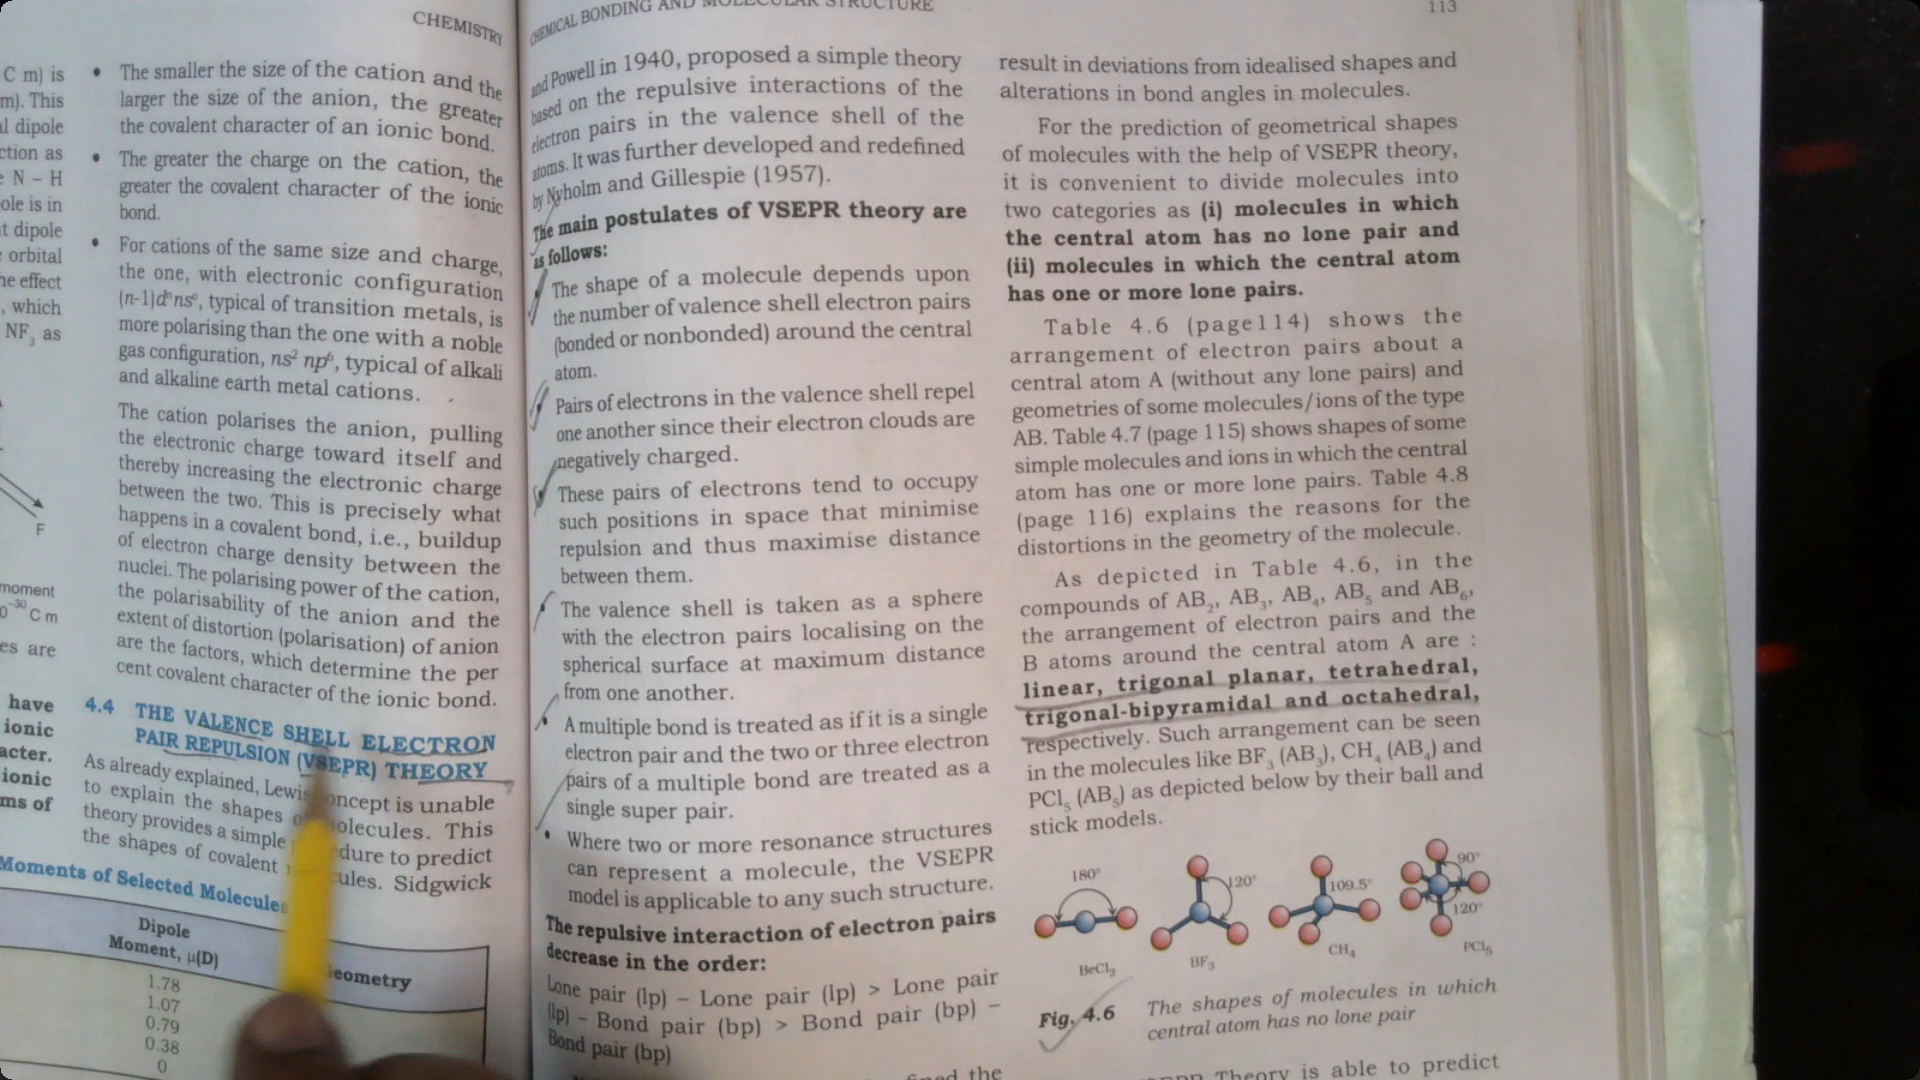 CHEMISTRY
C m) is
m). This
al dipole
ction as
e N – H
ole is in
t dipole
orbital
he effect
, which
NF3 as
F
moment
0-30 C m
es are
have
ionic
acter.
ionic
ms of
• The smaller the size of the cation and the
larger the size of the anion, the greater
the covalent character of an ionic bond.
• The greater the charge on the cation, the
greater the covalent character of the ionic
bond.
• For cations of the same size and charge,
the one, with electronic configuration
(n-1)dⁿns⁰, typical of transition metals, is
more polarising than the one with a noble
gas configuration, ns² np⁶, typical of alkali
and alkaline earth metal cations.
The cation polarises the anion, pulling
the electronic charge toward itself and
thereby increasing the electronic charge
between the two. This is precisely what
happens in a covalent bond, i.e., buildup
of electron charge density between the
nuclei. The polarising power of the cation,
the polarisability of the anion and the
extent of distortion (polarisation) of anion
are the factors, which determine the per
cent covalent character of the ionic bond.
4.4 THE VALENCE SHELL ELECTRON
PAIR REPULSION (VSEPR) THEORY
As already explained, Lewis concept is unable
to explain the shapes of molecules. This
theory provides a simple dure to predict
the shapes of covalent cules. Sidgwick
Moments of Selected Molecules
Dipole
Moment, μ(D)
Geometry
1.78
1.07
0.79
0.38
0
CHEMICAL BONDING AND MOLECULAR STRUCTURE
113
and Powell in 1940, proposed a simple theory
based on the repulsive interactions of the
electron pairs in the valence shell of the
atoms. It was further developed and redefined
by Nyholm and Gillespie (1957).
The main postulates of VSEPR theory are
as follows:
The shape of a molecule depends upon
the number of valence shell electron pairs
(bonded or nonbonded) around the central
atom.
Pairs of electrons in the valence shell repel
one another since their electron clouds are
negatively charged.
These pairs of electrons tend to occupy
such positions in space that minimise
repulsion and thus maximise distance
between them.
The valence shell is taken as a sphere
with the electron pairs localising on the
spherical surface at maximum distance
from one another.
A multiple bond is treated as if it is a single
electron pair and the two or three electron
pairs of a multiple bond are treated as a
single super pair.
• Where two or more resonance structures
can represent a molecule, the VSEPR
model is applicable to any such structure.
The repulsive interaction of electron pairs
decrease in the order:
Lone pair (lp) – Lone pair (lp) > Lone pair
(lp) – Bond pair (bp) > Bond pair (bp) –
Bond pair (bp)
the
result in deviations from idealised shapes and
alterations in bond angles in molecules.
For the prediction of geometrical shapes
of molecules with the help of VSEPR theory,
it is convenient to divide molecules into
two categories as (i) molecules in which
the central atom has no lone pair and
(ii) molecules in which the central atom
has one or more lone pairs.
Table 4.6 (page114) shows the
arrangement of electron pairs about a
central atom A (without any lone pairs) and
geometries of some molecules/ions of the type
AB. Table 4.7 (page 115) shows shapes of some
simple molecules and ions in which the central
atom has one or more lone pairs. Table 4.8
(page 116) explains the reasons for the
distortions in the geometry of the molecule.
As depicted in Table 4.6, in the
compounds of AB2, AB3, AB4, AB5 and AB6,
the arrangement of electron pairs and the
B atoms around the central atom A are :
linear, trigonal planar, tetrahedral,
trigonal-bipyramidal and octahedral,
respectively. Such arrangement can be seen
in the molecules like BF3 (AB3), CH4 (AB4) and
PCl5 (AB5) as depicted below by their ball and
stick models.
180° 120° 109.5° 90° 120°
BeCl2 BF3 CH4 PCl5
Fig. 4.6 The shapes of molecules in which
central atom has no lone pair
Theory is able to predict